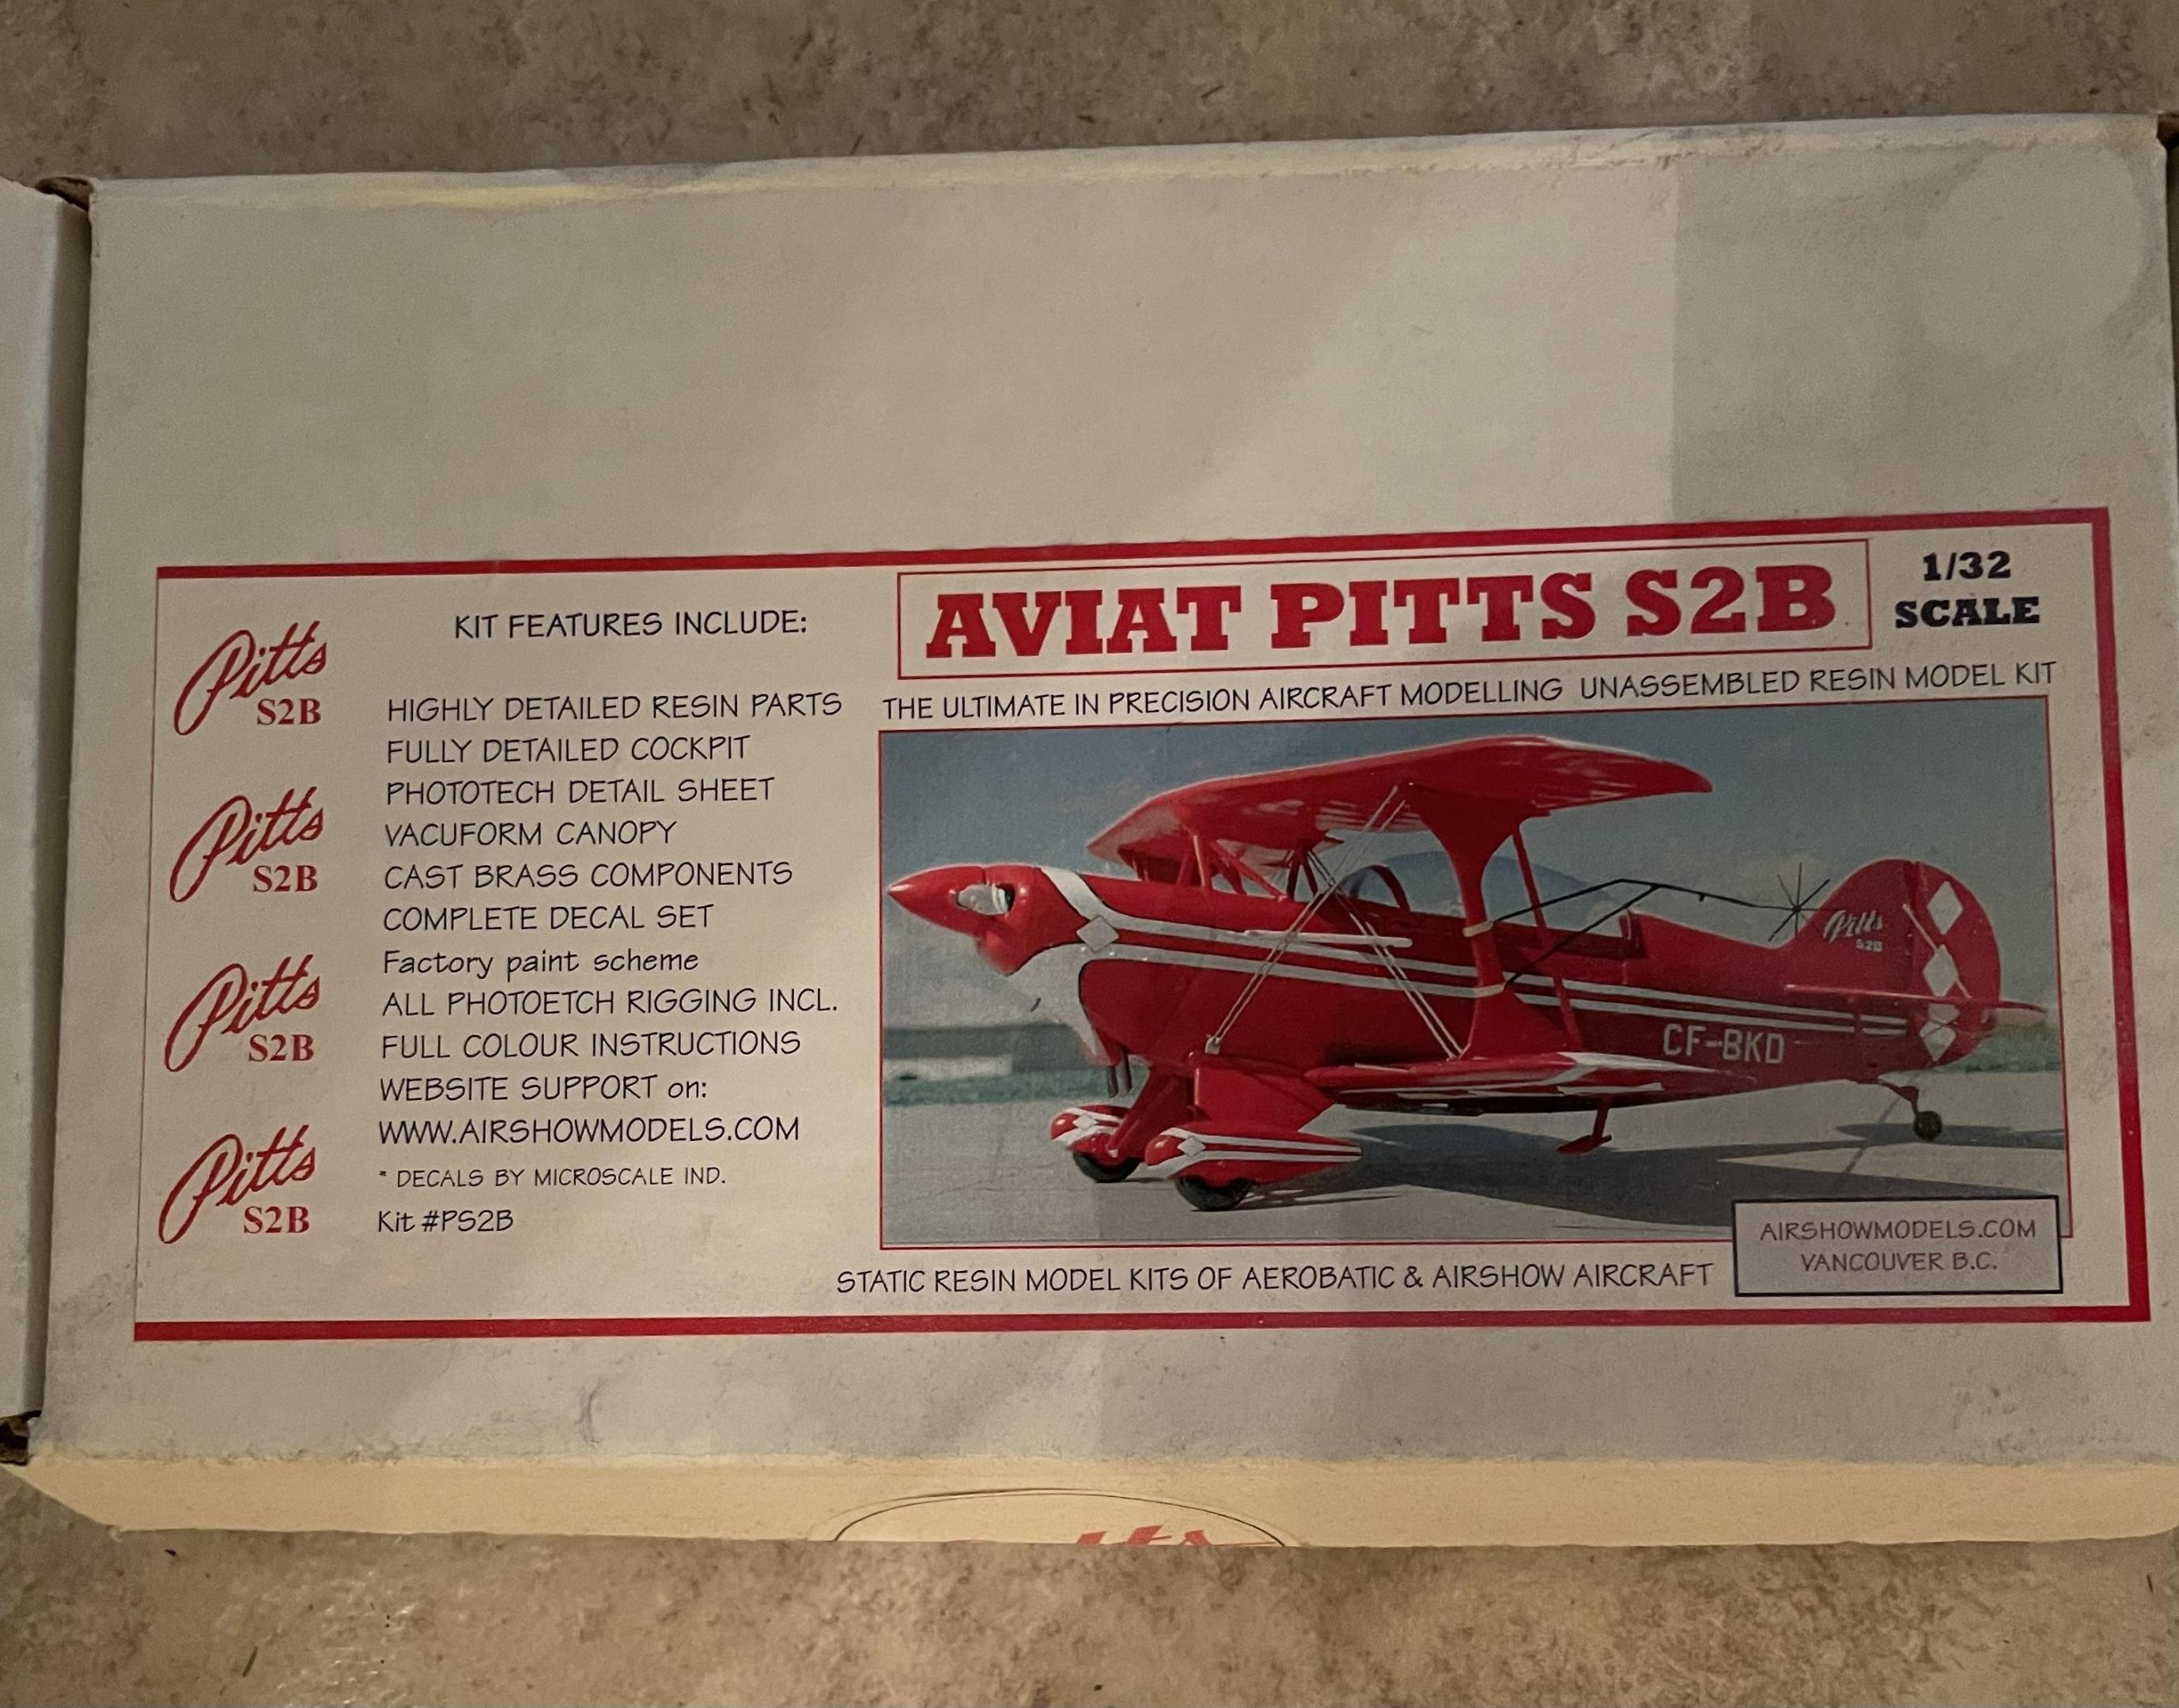 Pitts
S2B
Pitts
S2B
Pitts
S2B
Pitts
S2B
KIT FEATURES INCLUDE:
HIGHLY DETAILED RESIN PARTS
FULLY DETAILED COCKPIT
PHOTOTECH DETAIL SHEET
VACUFORM CANOPY
CAST BRASS COMPONENTS
COMPLETE DECAL SET
Factory paint scheme
ALL PHOTOETCH RIGGING INCL.
FULL COLOUR INSTRUCTIONS
WEBSITE SUPPORT on:
WWW.AIRSHOWMODELS.COM
* DECALS BY MICROSCALE IND.
Kit #PS2B
AVIAT PITTS S2B
1/32
SCALE
THE ULTIMATE IN PRECISION AIRCRAFT MODELLING UNASSEMBLED RESIN MODEL KIT
Pitts
S2B
CF-BKD
AIRSHOWMODELS.COM
VANCOUVER B.C.
STATIC RESIN MODEL KITS OF AEROBATIC & AIRSHOW AIRCRAFT